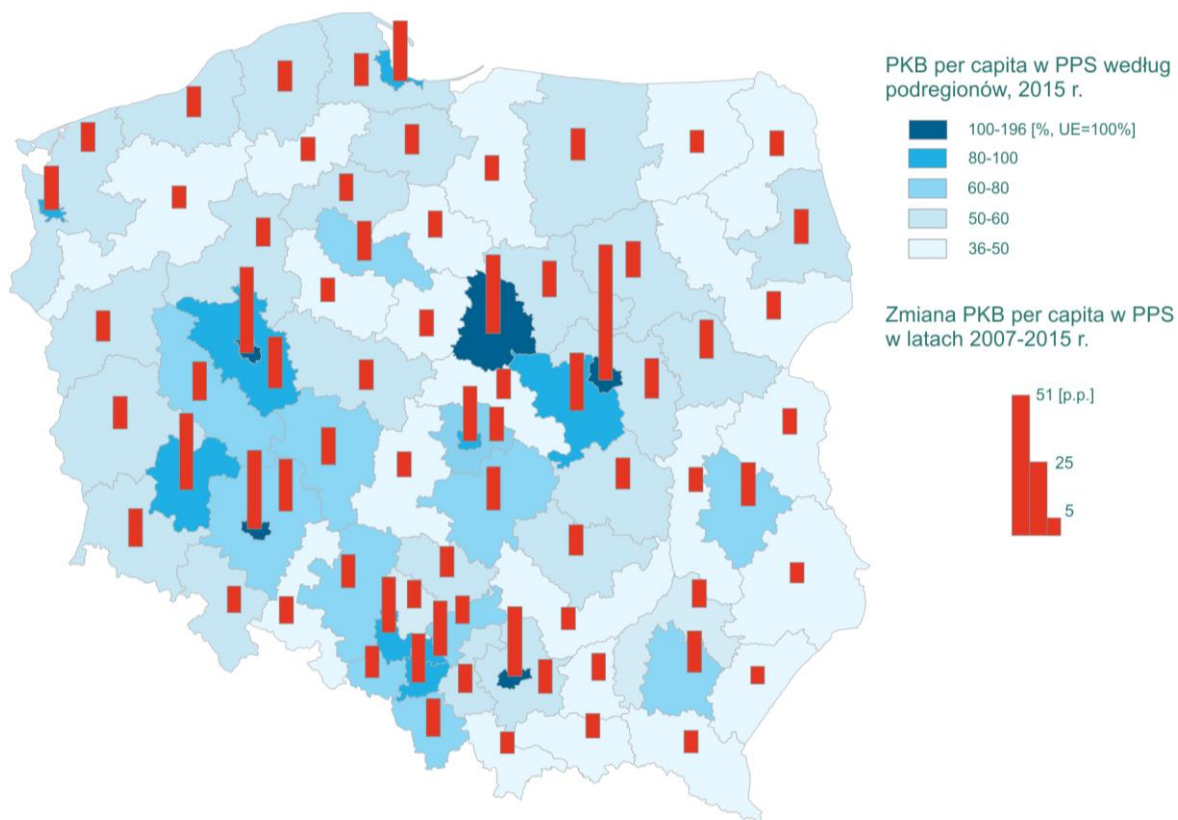 PKB per capita w PPS według
podregionów, 2015 r.
100-196 [%, UE=100%]
80-100
60-80
50-60
36-50
Zmiana PKB per capita w PPS
w latach 2007-2015 r.
51 [p.p.]
25
5